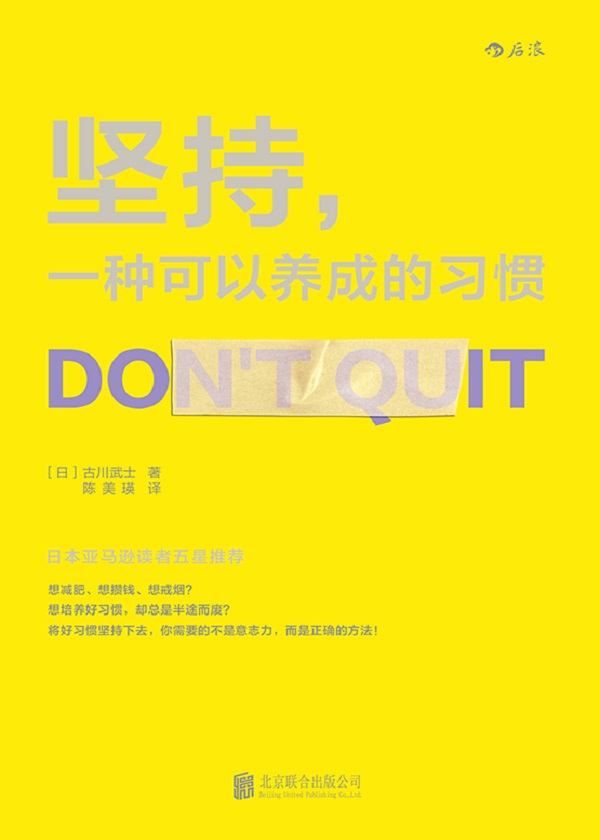 后浪
坚持，
一种可以养成的习惯
DON'T QUIT
［日］古川武士 著
陈美瑛 译
日本亚马逊读者五星推荐
想减肥、想攒钱、想戒烟？
想培养好习惯，却总是半途而废？
将好习惯坚持下去，你需要的不是意志力，而是正确的方法！
北京联合出版公司
Beijing United Publishing Co.,Ltd.